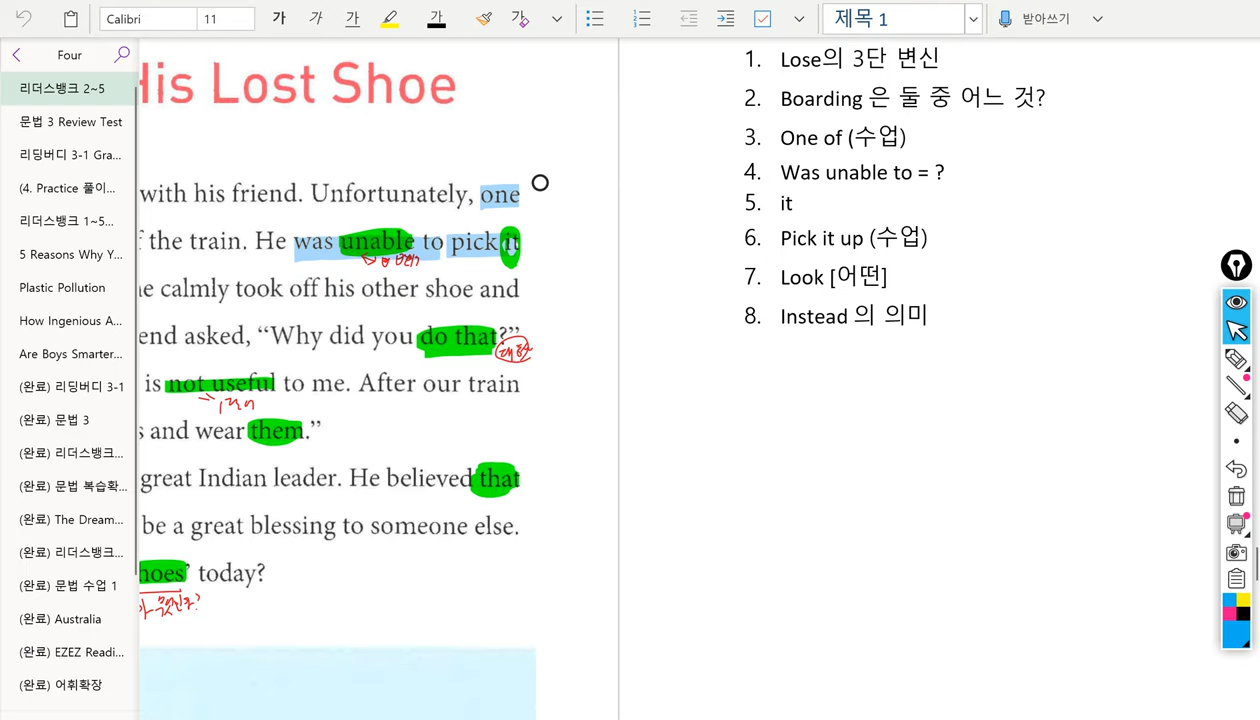 Calibri
11
가 가 가 가 가
제목 1
받아쓰기
Four
리더스뱅크 2~5
문법 3 Review Test
리딩버디 3-1 Gra...
(4. Practice 풀이...
리더스뱅크 1~5...
5 Reasons Why Y...
Plastic Pollution
How Ingenious A...
Are Boys Smarter...
(완료) 리딩버디 3-1
(완료) 문법 3
(완료) 리더스뱅크...
(완료) 문법 복습확...
(완료) The Dream...
(완료) 리더스뱅크...
(완료) 문법 수업 1
(완료) Australia
(완료) EZEZ Readi...
(완료) 어휘확장
His Lost Shoe
with his friend. Unfortunately, one
f the train. He was unable to pick it
e calmly took off his other shoe and
end asked, “Why did you do that?”
is not useful to me. After our train
s and wear them.”
great Indian leader. He believed that
be a great blessing to someone else.
hoes’ today?
1. Lose의 3단 변신
2. Boarding 은 둘 중 어느 것?
3. One of (수업)
4. Was unable to = ?
5. it
6. Pick it up (수업)
7. Look [어떤]
8. Instead 의 의미